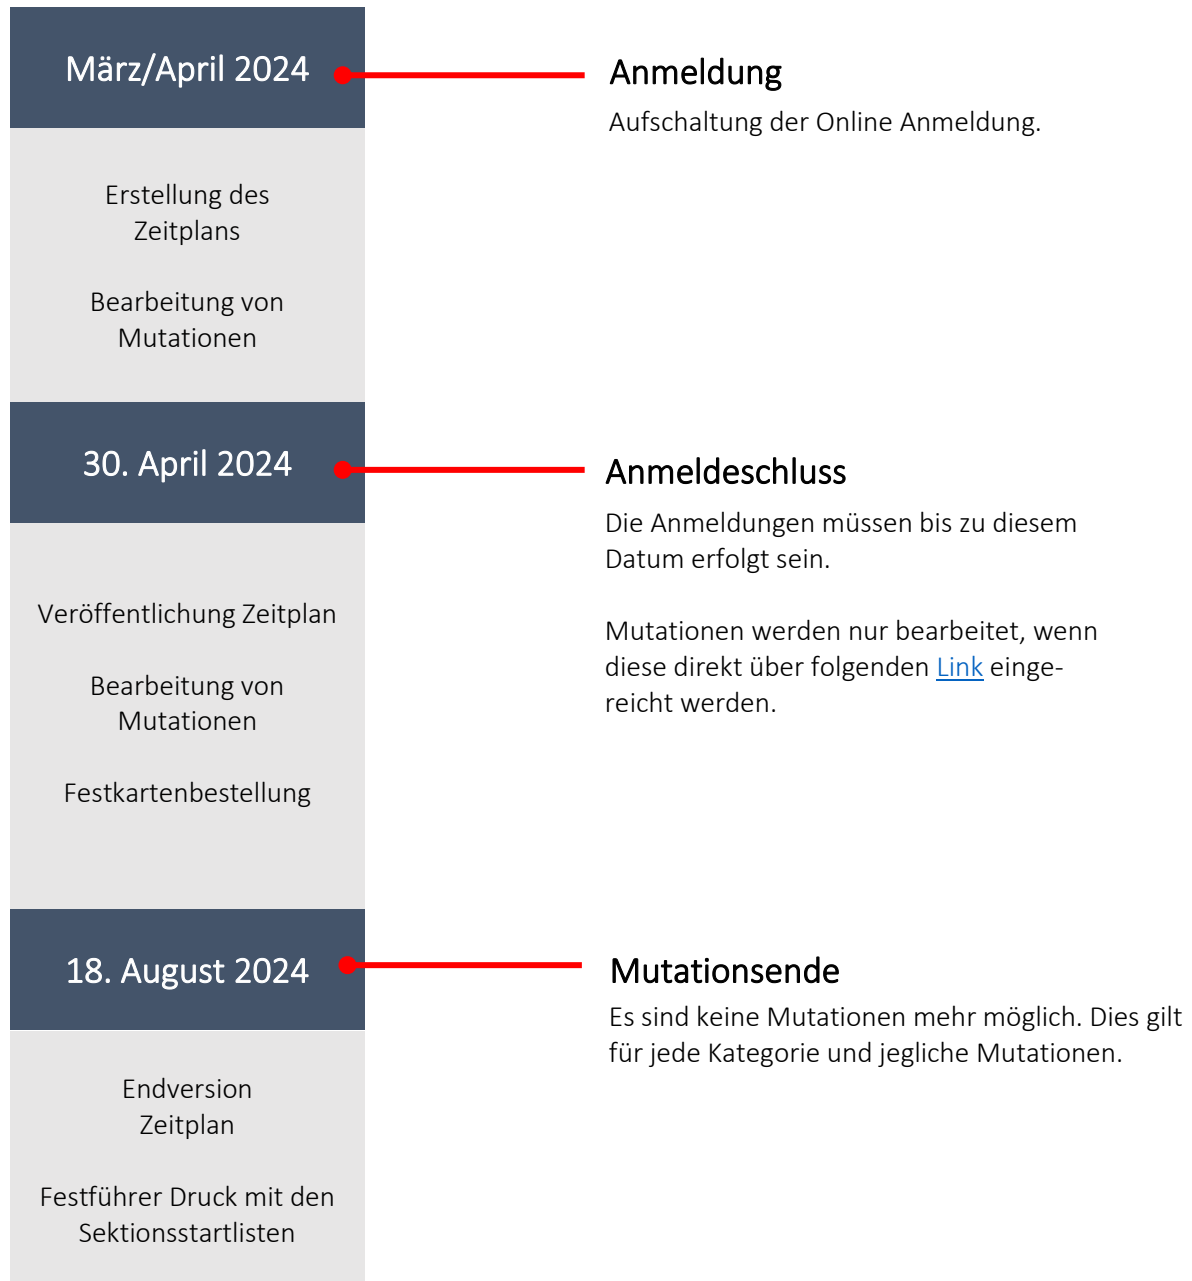 März/April 2024
Anmeldung
Aufschaltung der Online Anmeldung.
Erstellung des
Zeitplans
Bearbeitung von
Mutationen
30. April 2024
Anmeldeschluss
Die Anmeldungen müssen bis zu diesem
Datum erfolgt sein.
Mutationen werden nur bearbeitet, wenn
diese direkt über folgenden Link einge-
reicht werden.
Veröffentlichung Zeitplan
Bearbeitung von
Mutationen
Festkartenbestellung
18. August 2024
Mutationsende
Es sind keine Mutationen mehr möglich. Dies gilt
für jede Kategorie und jegliche Mutationen.
Endversion
Zeitplan
Festführer Druck mit den
Sektionsstartlisten